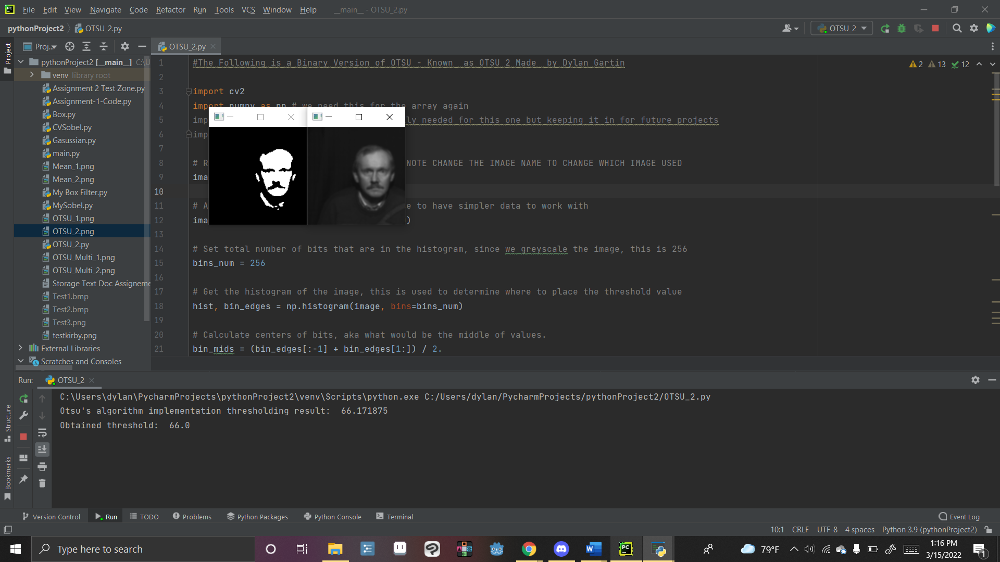 File Edit View Navigate Code Refactor Run Tools VCS Window Help __main__ - OTSU_2.py
pythonProject2 OTSU_2.py
OTSU_2
Project
Proj..
OTSU_2.py
pythonProject2 [__main__] C:\U
venv library root
Assignment 2 Test Zone.py
Assignment-1-Code.py
Box.py
CVSobel.py
Gasussian.py
main.py
Mean_1.png
Mean_2.png
My Box Filter.py
MySobel.py
OTSU_1.png
OTSU_2.png
OTSU_2.py
OTSU_Multi_1.png
OTSU_Multi_2.png
Storage Text Doc Assigneme
Test1.bmp
Test2.bmp
Test3.png
testkirby.png
External Libraries
Scratches and Consoles
2 13 12
1 #The Following is a Binary Version of OTSU - Known  as OTSU 2 Made  by Dylan Gartin
2
3 import cv2
4 import numpy as np # we need this for the array again
5 imp ly needed for this one but keeping it in for future projects
6 imp
7
8 # R NOTE CHANGE THE IMAGE NAME TO CHANGE WHICH IMAGE USED
9 ima
10
11 # A e to have simpler data to work with
12 ima )
13
14 # Set total number of bits that are in the histogram, since we greyscale the image, this is 256
15 bins_num = 256
16
17 # Get the histogram of the image, this is used to determine where to place the threshold value
18 hist, bin_edges = np.histogram(image, bins=bins_num)
19
20 # Calculate centers of bits, aka what would be the middle of values.
21 bin_mids = (bin_edges[:-1] + bin_edges[1:]) / 2.
Run: OTSU_2
C:\Users\dylan\PycharmProjects\pythonProject2\venv\Scripts\python.exe C:/Users/dylan/PycharmProjects/pythonProject2/OTSU_2.py
Otsu's algorithm implementation thresholding result:  66.171875
Obtained threshold:  66.0
Structure
Bookmarks
Version Control Run TODO Problems Python Packages Python Console Terminal Event Log
10:1 CRLF UTF-8 4 spaces Python 3.9 (pythonProject2)
Type here to search
79°F
1:16 PM
3/15/2022
1